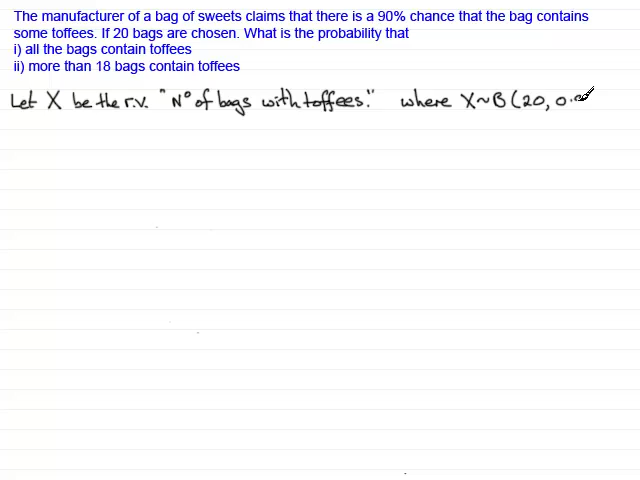 The manufacturer of a bag of sweets claims that there is a 90% chance that the bag contains
some toffees. If 20 bags are chosen. What is the probability that
i) all the bags contain toffees
ii) more than 18 bags contain toffees
Let X be the r.v. "Nº of bags with toffees." where X~B(20, 0.